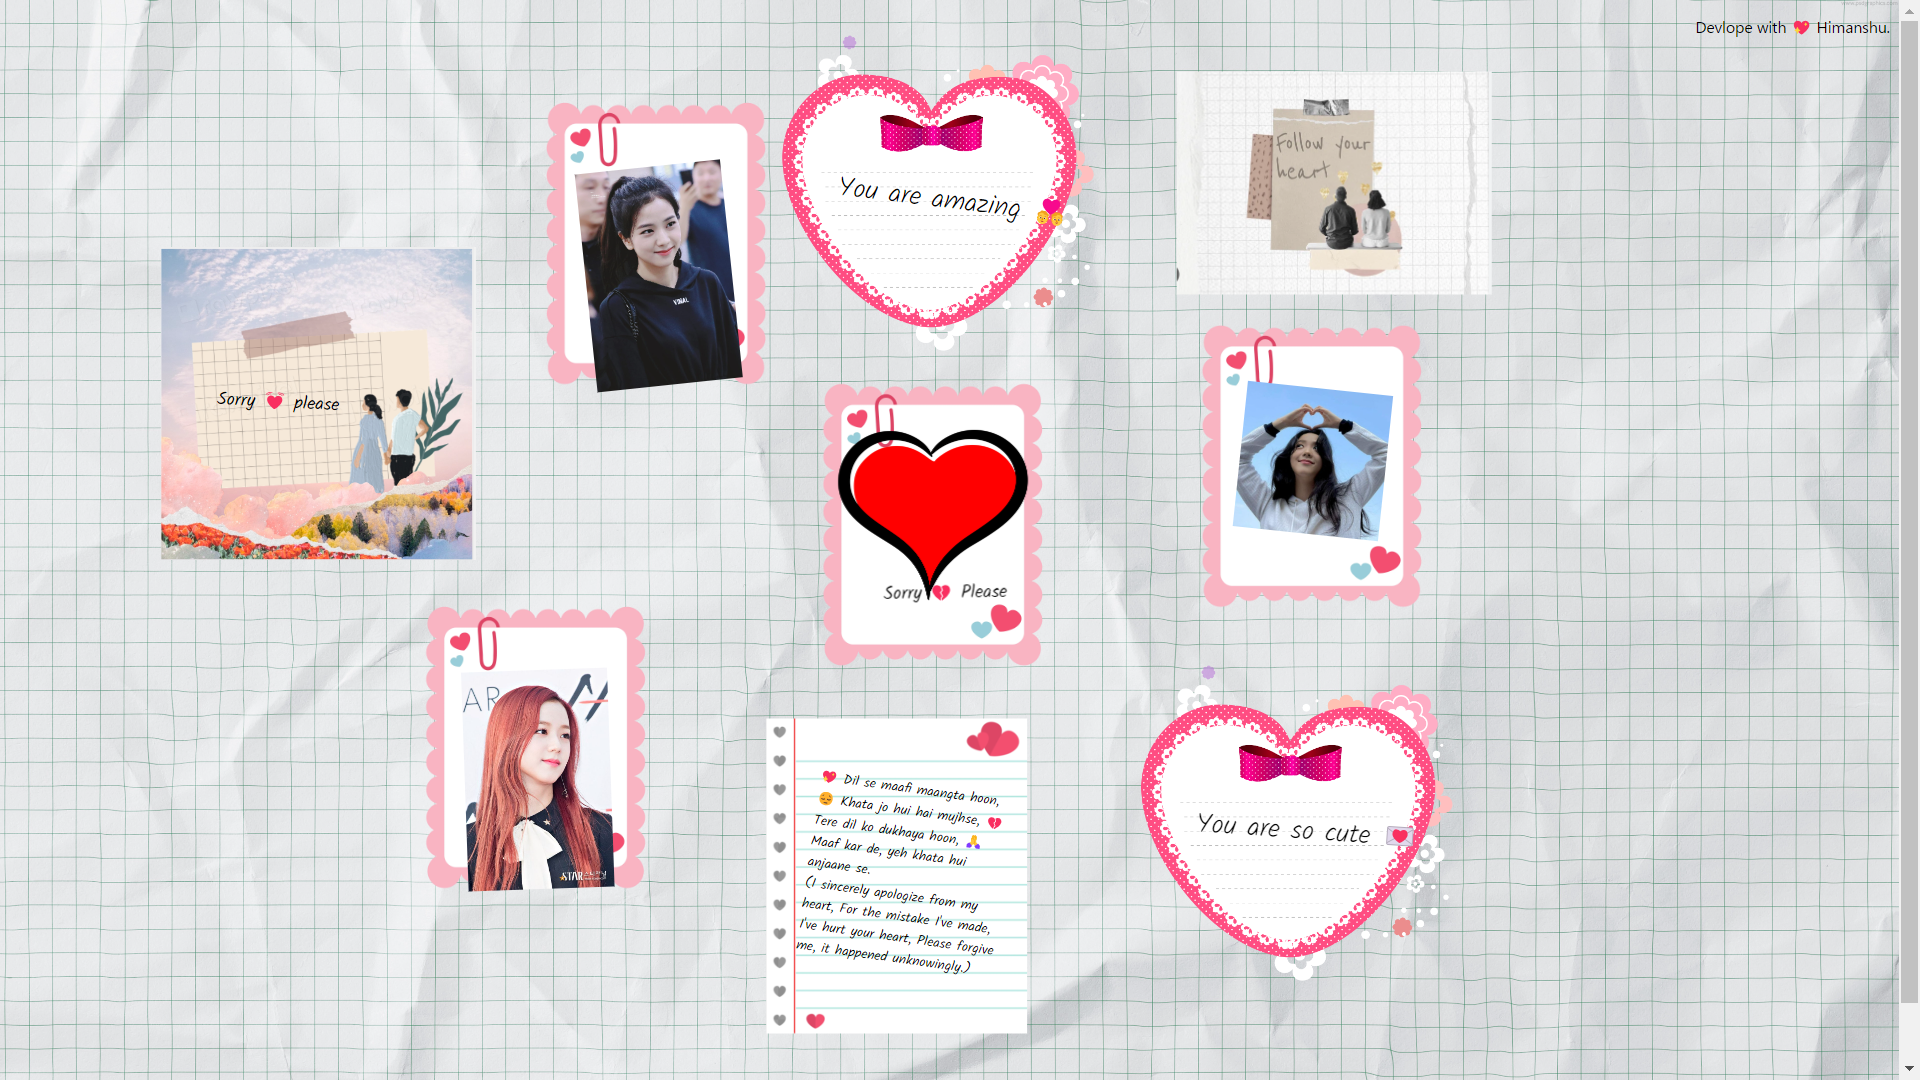 Devlope with 💖 Himanshu.
You are amazing 💏
Follow your
heart
VIVAL
Sorry 💓 please
Sorry 💔 Please
AR
STAR
💖 Dil se maafi maangta hoon,
😔 Khata jo hui hai mujhse, 💔
Tere dil ko dukhaya hoon, 🙏
Maaf kar de, yeh khata hui
anjaane se.
(I sincerely apologize from my
heart, For the mistake I've made,
I've hurt your heart, Please forgive
me, it happened unknowingly.)
You are so cute 💌